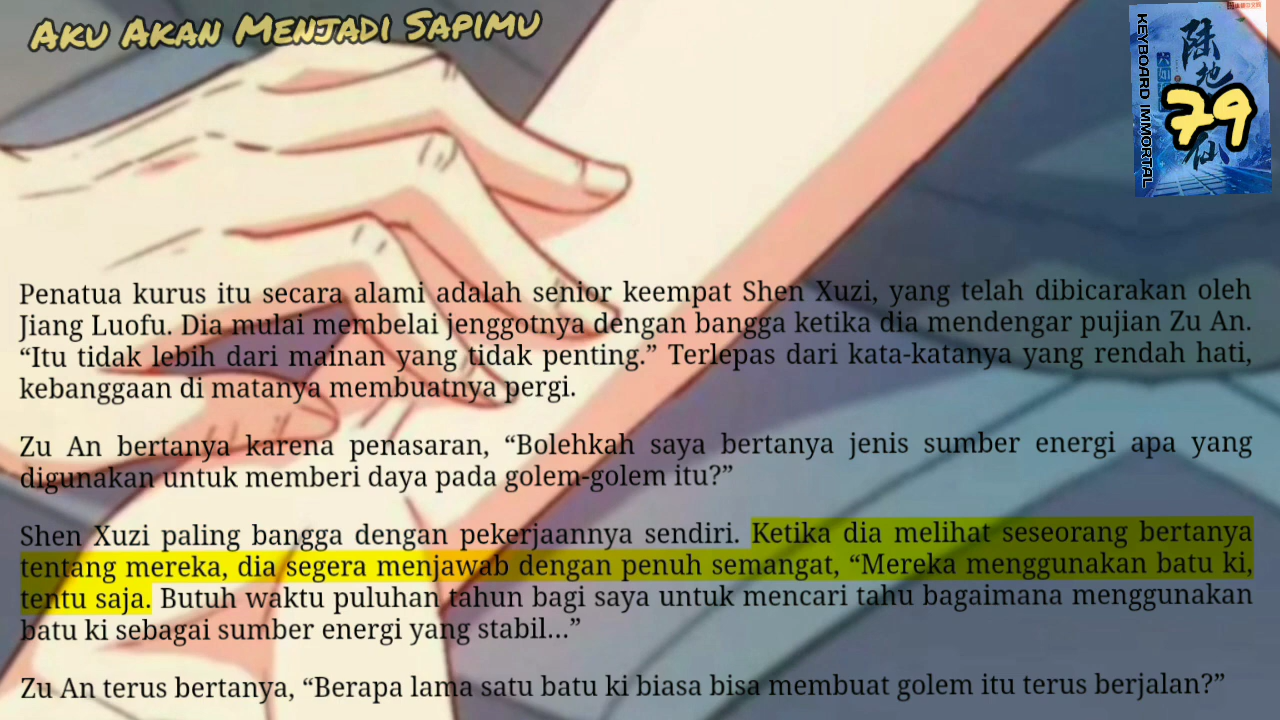 Aku Akan Menjadi Sapimu
KEYBOARD IMMORTAL
陆地
仙
79
Penatua kurus itu secara alami adalah senior keempat Shen Xuzi, yang telah dibicarakan oleh
Jiang Luofu. Dia mulai membelai jenggotnya dengan bangga ketika dia mendengar pujian Zu An.
“Itu tidak lebih dari mainan yang tidak penting.” Terlepas dari kata-katanya yang rendah hati,
kebanggaan di matanya membuatnya pergi.
Zu An bertanya karena penasaran, “Bolehkah saya bertanya jenis sumber energi apa yang
digunakan untuk memberi daya pada golem-golem itu?”
Shen Xuzi paling bangga dengan pekerjaannya sendiri. Ketika dia melihat seseorang bertanya
tentang mereka, dia segera menjawab dengan penuh semangat, “Mereka menggunakan batu ki,
tentu saja. Butuh waktu puluhan tahun bagi saya untuk mencari tahu bagaimana menggunakan
batu ki sebagai sumber energi yang stabil...”
Zu An terus bertanya, “Berapa lama satu batu ki biasa bisa membuat golem itu terus berjalan?”